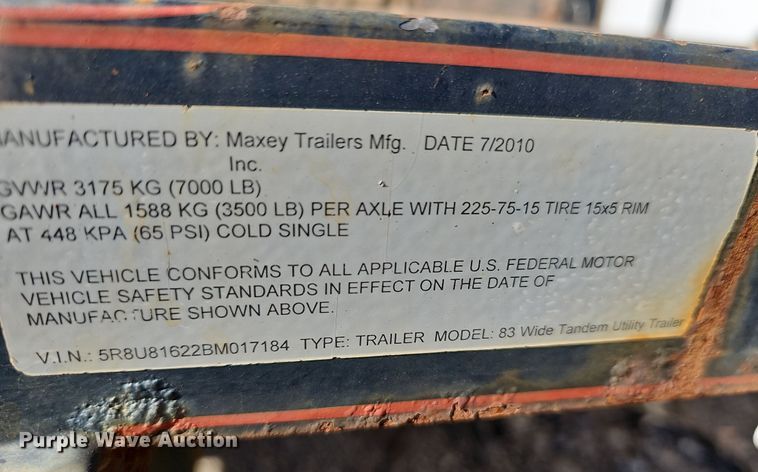 MANUFACTURED BY: Maxey Trailers Mfg. DATE 7/2010
Inc.
GVWR 3175 KG (7000 LB)
GAWR ALL 1588 KG (3500 LB) PER AXLE WITH 225-75-15 TIRE 15x5 RIM
AT 448 KPA (65 PSI) COLD SINGLE
THIS VEHICLE CONFORMS TO ALL APPLICABLE U.S. FEDERAL MOTOR
VEHICLE SAFETY STANDARDS IN EFFECT ON THE DATE OF
MANUFACTURE SHOWN ABOVE.
V.I.N.: 5R8U81622BM017184 TYPE: TRAILER MODEL: 83 Wide Tandem Utility Trailer
Purple Wave Auction